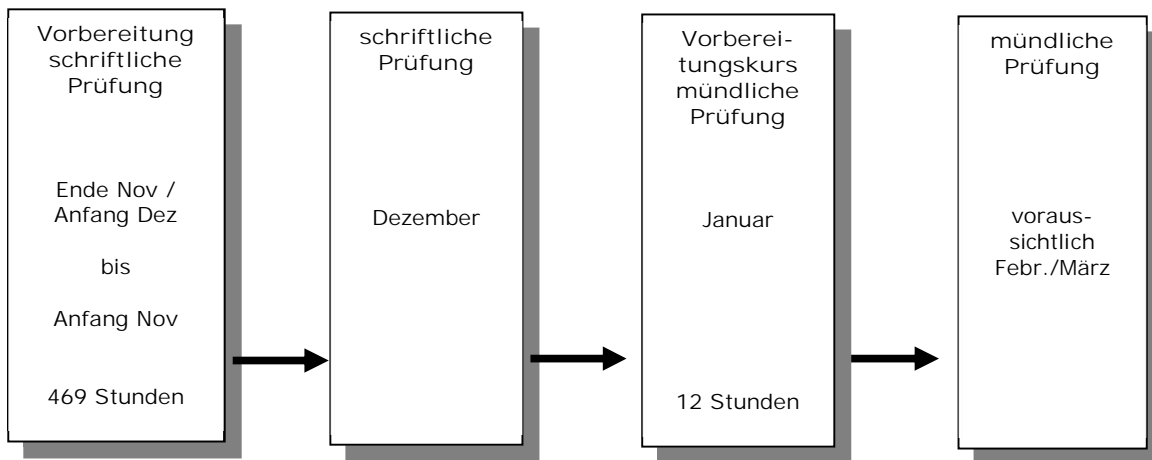 Vorbereitung
schriftliche
Prüfung
Ende Nov /
Anfang Dez
bis
Anfang Nov
469 Stunden
schriftliche
Prüfung
Dezember
Vorberei-
tungskurs
mündliche
Prüfung
Januar
12 Stunden
mündliche
Prüfung
voraus-
sichtlich
Febr./März